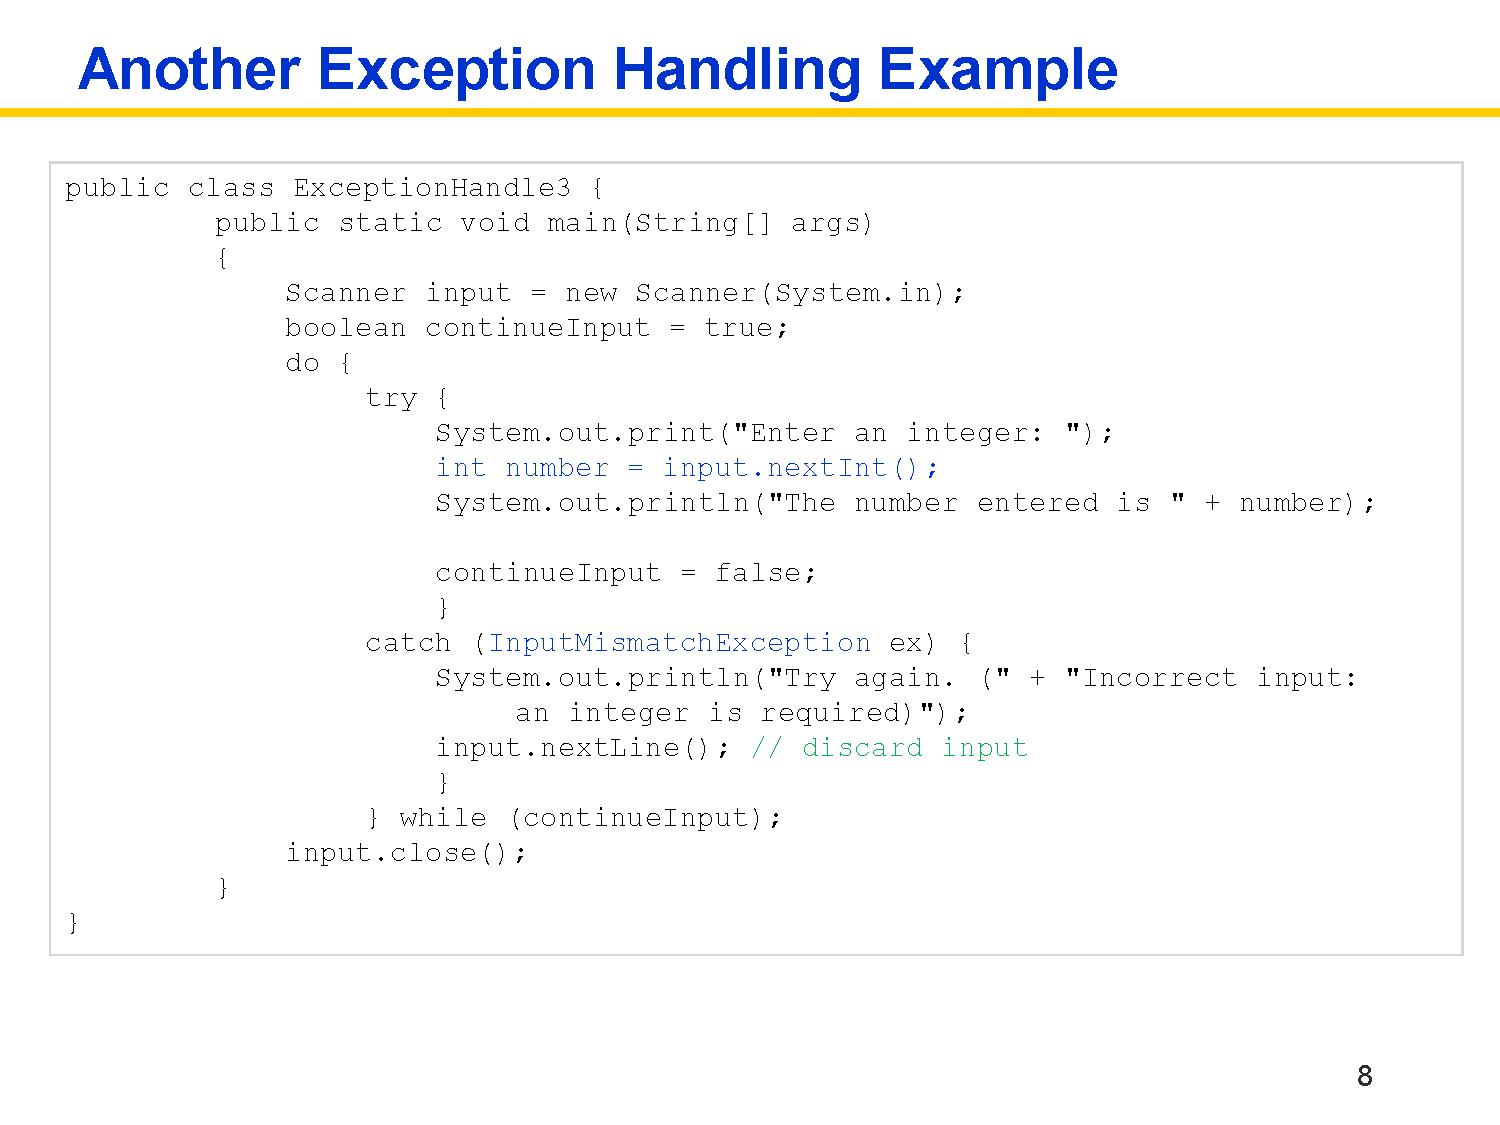 Another Exception Handling Example
public class ExceptionHandle3 {
public static void main(String[] args)
{
Scanner input = new Scanner(System.in);
boolean continueInput = true;
do {
try {
System.out.print("Enter an integer: ");
int number = input.nextInt();
System.out.println("The number entered is " + number);
continueInput = false;
}
catch (InputMismatchException ex) {
System.out.println("Try again. (" + "Incorrect input:
an integer is required)");
input.nextLine(); // discard input
}
} while (continueInput);
input.close();
}
}
8